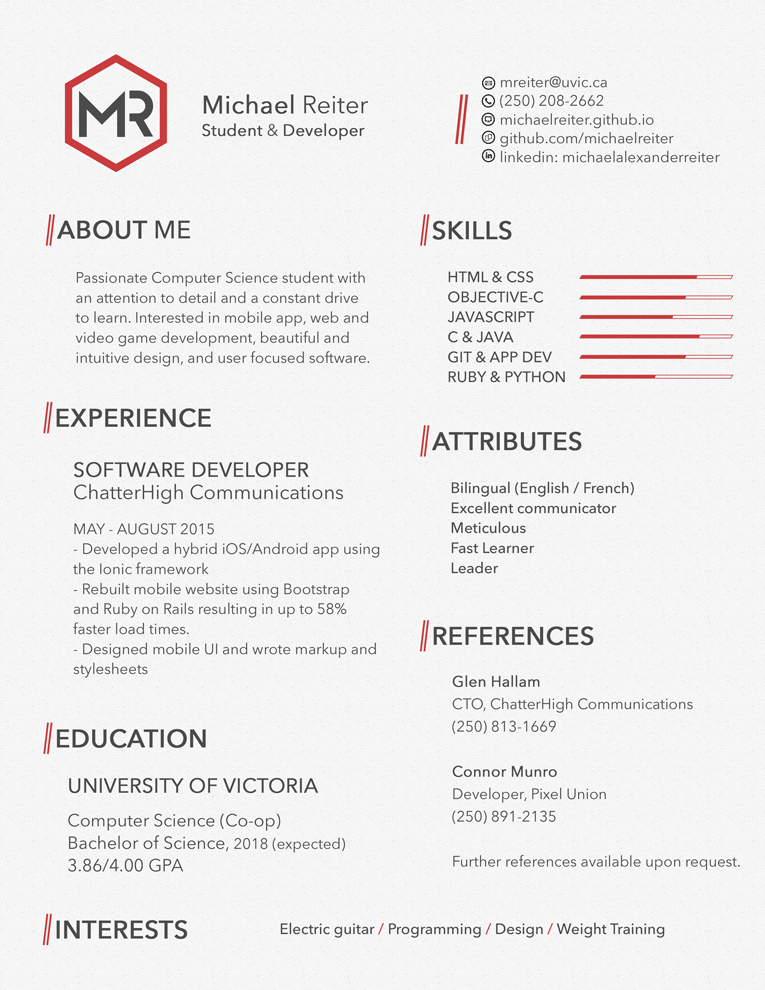 MR
Michael Reiter
Student & Developer
mreiter@uvic.ca
(250) 208-2662
michaelreiter.github.io
github.com/michaelreiter
linkedin: michaelalexanderreiter
ABOUT ME
Passionate Computer Science student with
an attention to detail and a constant drive
to learn. Interested in mobile app, web and
video game development, beautiful and
intuitive design, and user focused software.
EXPERIENCE
SOFTWARE DEVELOPER
ChatterHigh Communications
MAY - AUGUST 2015
- Developed a hybrid iOS/Android app using
the Ionic framework
- Rebuilt mobile website using Bootstrap
and Ruby on Rails resulting in up to 58%
faster load times.
- Designed mobile UI and wrote markup and
stylesheets
EDUCATION
UNIVERSITY OF VICTORIA
Computer Science (Co-op)
Bachelor of Science, 2018 (expected)
3.86/4.00 GPA
SKILLS
HTML & CSS
OBJECTIVE-C
JAVASCRIPT
C & JAVA
GIT & APP DEV
RUBY & PYTHON
ATTRIBUTES
Bilingual (English / French)
Excellent communicator
Meticulous
Fast Learner
Leader
REFERENCES
Glen Hallam
CTO, ChatterHigh Communications
(250) 813-1669
Connor Munro
Developer, Pixel Union
(250) 891-2135
Further references available upon request.
INTERESTS
Electric guitar / Programming / Design / Weight Training